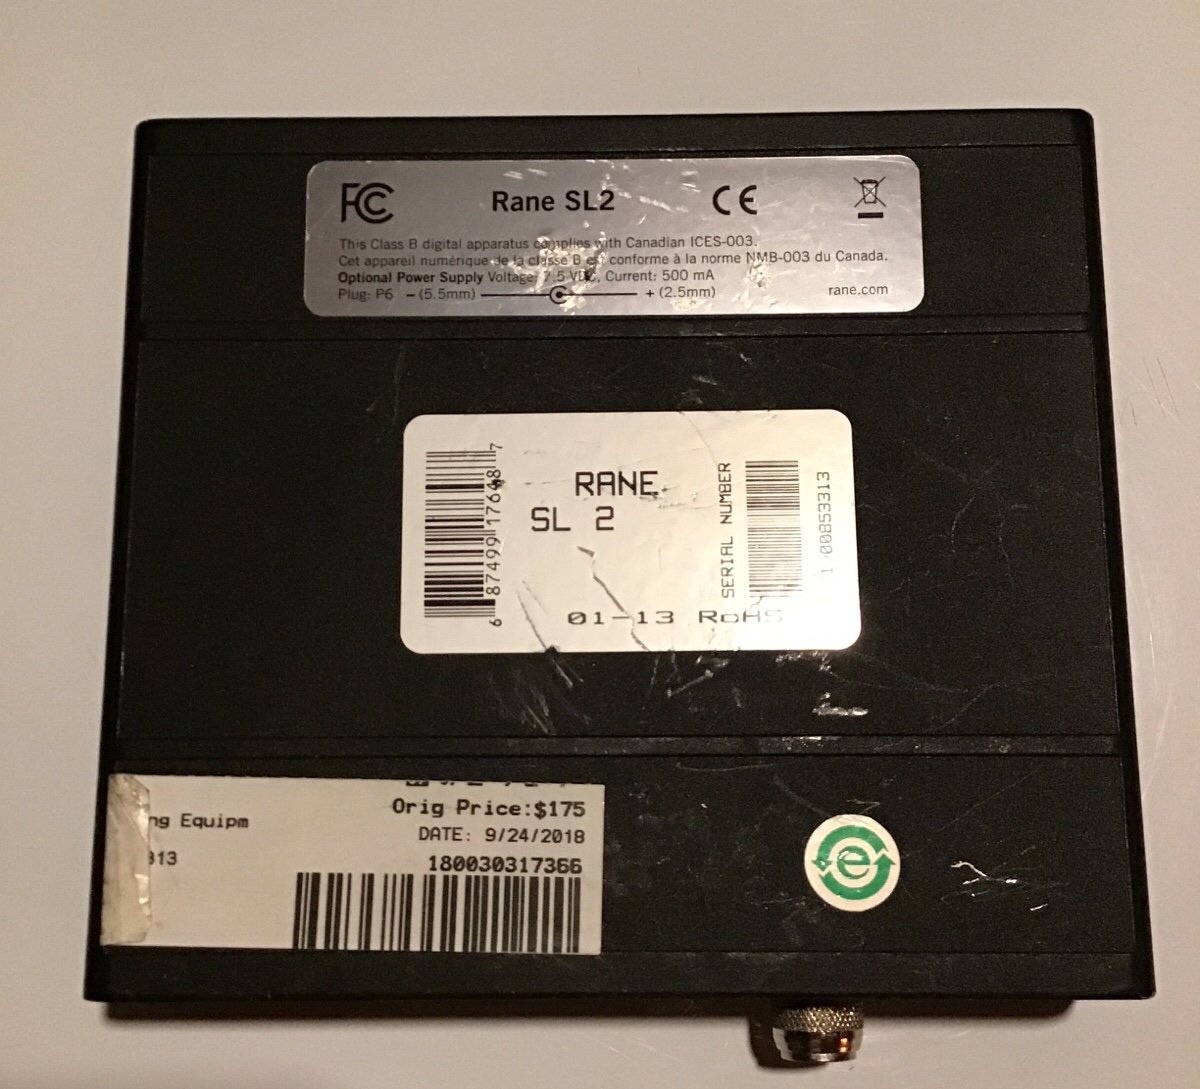 FC
Rane SL2
CE
This Class B digital apparatus complies with Canadian ICES-003.
Cet appareil numérique de la classe B est conforme à la norme NMB-003 du Canada.
Optional Power Supply Voltage: 7.5 VDC, Current: 500 mA
Plug: P6 – (5.5mm) + (2.5mm)
rane.com
6 87499 17648 7
RANE
SL 2
SERIAL NUMBER
00853313
01-13 RoHS
Orig Price:$175
ng Equipm
DATE: 9/24/2018
313
180030317366
e